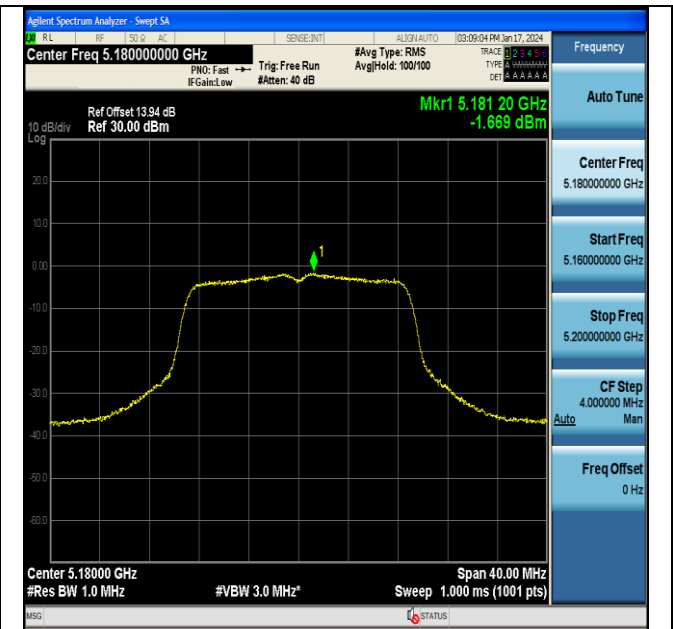 Agilent Spectrum Analyzer - Swept SA
RL RF 50 Ω AC SENSE:INT ALIGN AUTO 03:09:04 PM Jan 17, 2024
Center Freq 5.180000000 GHz
PNO: Fast
IFGain:Low
Trig: Free Run
#Atten: 40 dB
#Avg Type: RMS
Avg|Hold: 100/100
TRACE 1 2 3 4 5 6
TYPE A WWWWW
DET A A A A A A
Ref Offset 13.94 dB
10 dB/div Ref 30.00 dBm
Log
Mkr1 5.181 20 GHz
-1.669 dBm
20.0
10.0
0.00
-10.0
-20.0
-30.0
-40.0
-50.0
-60.0
1
Center 5.18000 GHz
Span 40.00 MHz
#Res BW 1.0 MHz
#VBW 3.0 MHz*
Sweep 1.000 ms (1001 pts)
MSG
STATUS
Frequency
Auto Tune
Center Freq
5.180000000 GHz
Start Freq
5.160000000 GHz
Stop Freq
5.200000000 GHz
CF Step
4.000000 MHz
Auto Man
Freq Offset
0 Hz